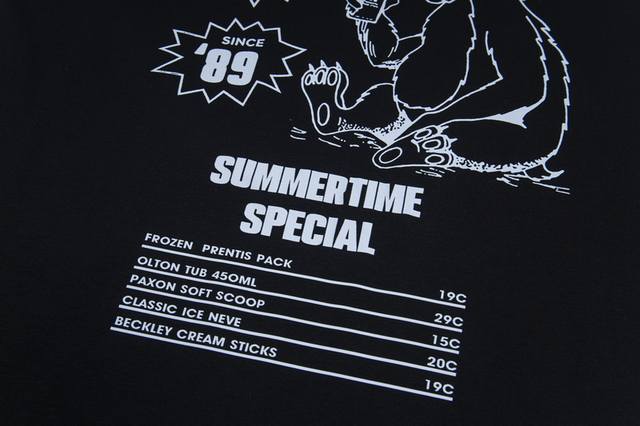 SINCE
'89
SUMMERTIME
SPECIAL
FROZEN PRENTIS PACK 19C
OLTON TUB 450ML 29C
PAXON SOFT SCOOP 15C
CLASSIC ICE NEVE 20C
BECKLEY CREAM STICKS 19C